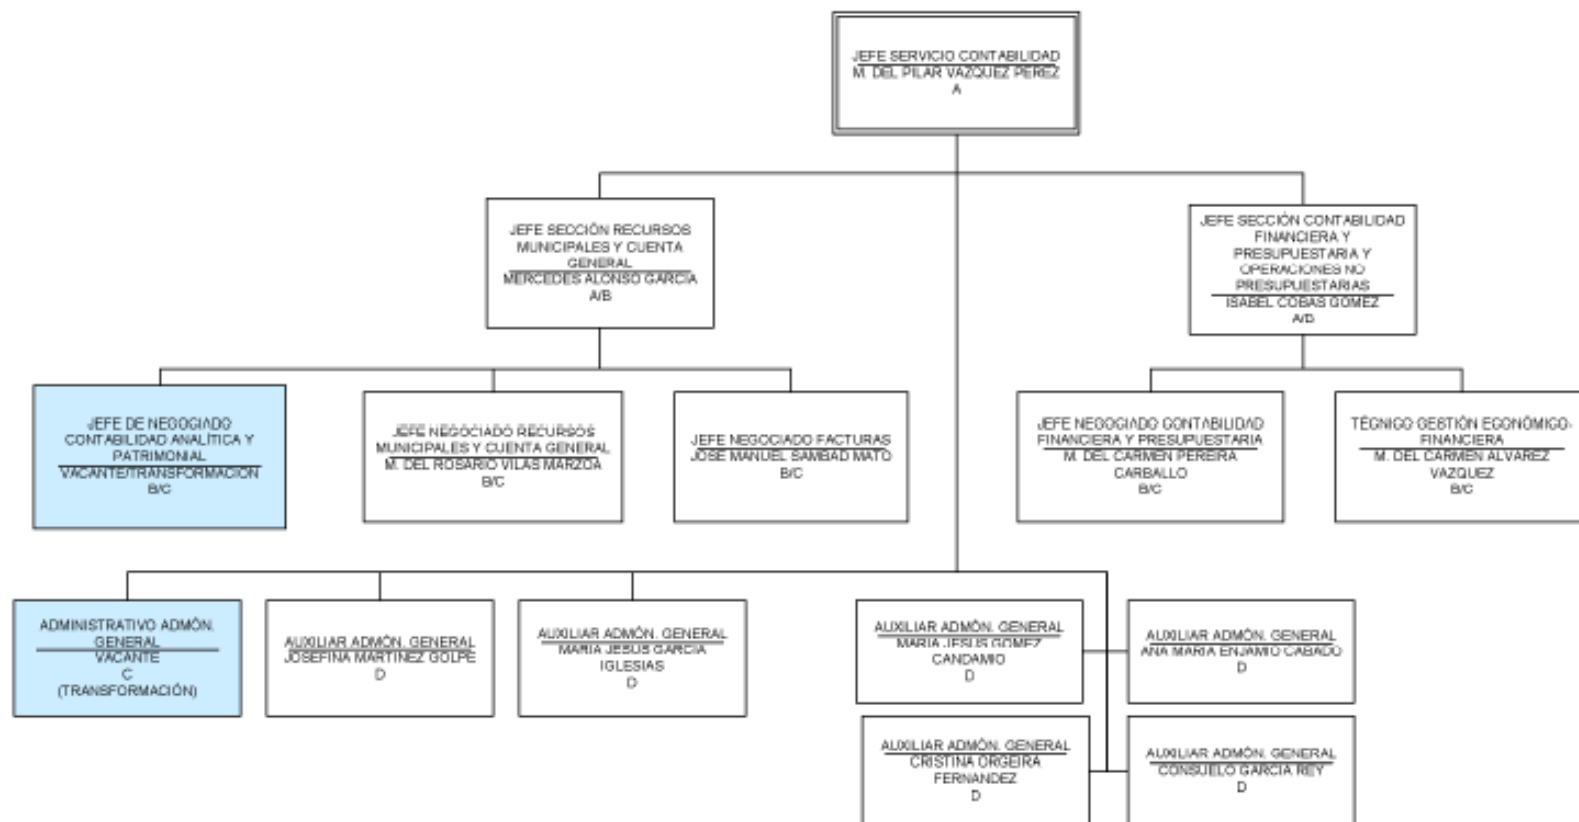 JEFE SERVICIO CONTABILIDAD
M. DEL PILAR VAZQUEZ PEREZ
A
JEFE SECCIÓN RECURSOS
MUNICIPALES Y CUENTA
GENERAL
MERCEDES ALONSO GARCIA
A/B
JEFE SECCIÓN CONTABILIDAD
FINANCIERA Y
PRESUPUESTARIA Y
OPERACIONES NO
PRESUPUESTARIAS
ISABEL COBAS GOMEZ
A/B
JEFE DE NEGOCIADO
CONTABILIDAD ANALÍTICA Y
PATRIMONIAL
VACANTE/TRANSFORMACIÓN
B/C
JEFE NEGOCIADO RECURSOS
MUNICIPALES Y CUENTA GENERAL
M. DEL ROSARIO VILAS MARZOA
B/C
JEFE NEGOCIADO FACTURAS
JOSE MANUEL SAMBAD MATO
B/C
JEFE NEGOCIADO CONTABILIDAD
FINANCIERA Y PRESUPUESTARIA
M. DEL CARMEN PEREIRA
CARBALLO
B/C
TÉCNICO GESTIÓN ECONÓMICO-
FINANCIERA
M. DEL CARMEN ALVAREZ
VAZQUEZ
B/C
ADMINISTRATIVO ADMÓN.
GENERAL
VACANTE
C
(TRANSFORMACIÓN)
AUXILIAR ADMÓN. GENERAL
JOSEFINA MARTINEZ GOLPE
D
AUXILIAR ADMÓN. GENERAL
MARIA JESUS GARCIA
IGLESIAS
D
AUXILIAR ADMÓN. GENERAL
MARIA JESUS GOMEZ
CANDAMIO
D
AUXILIAR ADMÓN. GENERAL
ANA MARIA ENJAMIO CABADO
D
AUXILIAR ADMÓN. GENERAL
CRISTINA ORGEIRA
FERNANDEZ
D
AUXILIAR ADMÓN. GENERAL
CONSUELO GARCIA REY
D